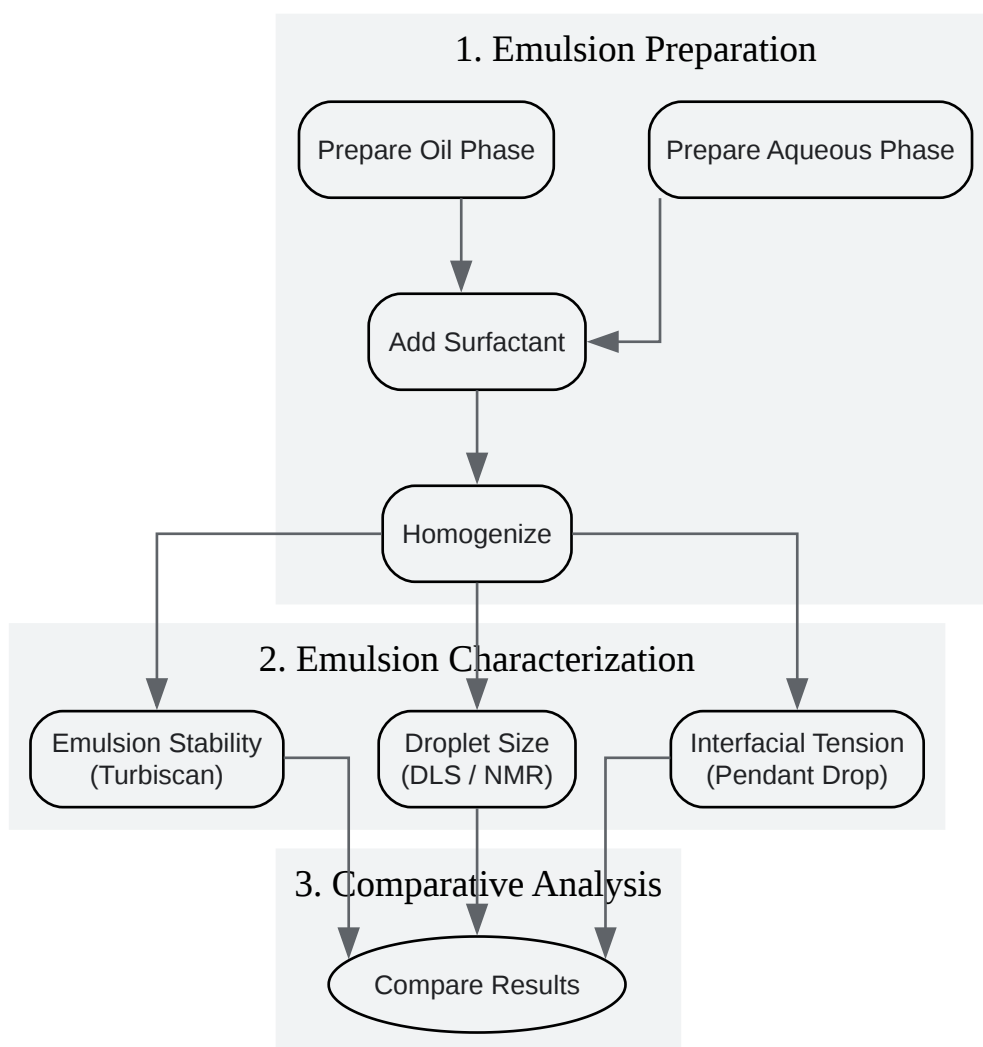 1. Emulsion Preparation
Prepare Oil Phase
Prepare Aqueous Phase
Add Surfactant
Homogenize
2. Emulsion Characterization
Emulsion Stability
(Turbiscan)
Droplet Size
(DLS / NMR)
Interfacial Tension
(Pendant Drop)
3. Comparative Analysis
Compare Results